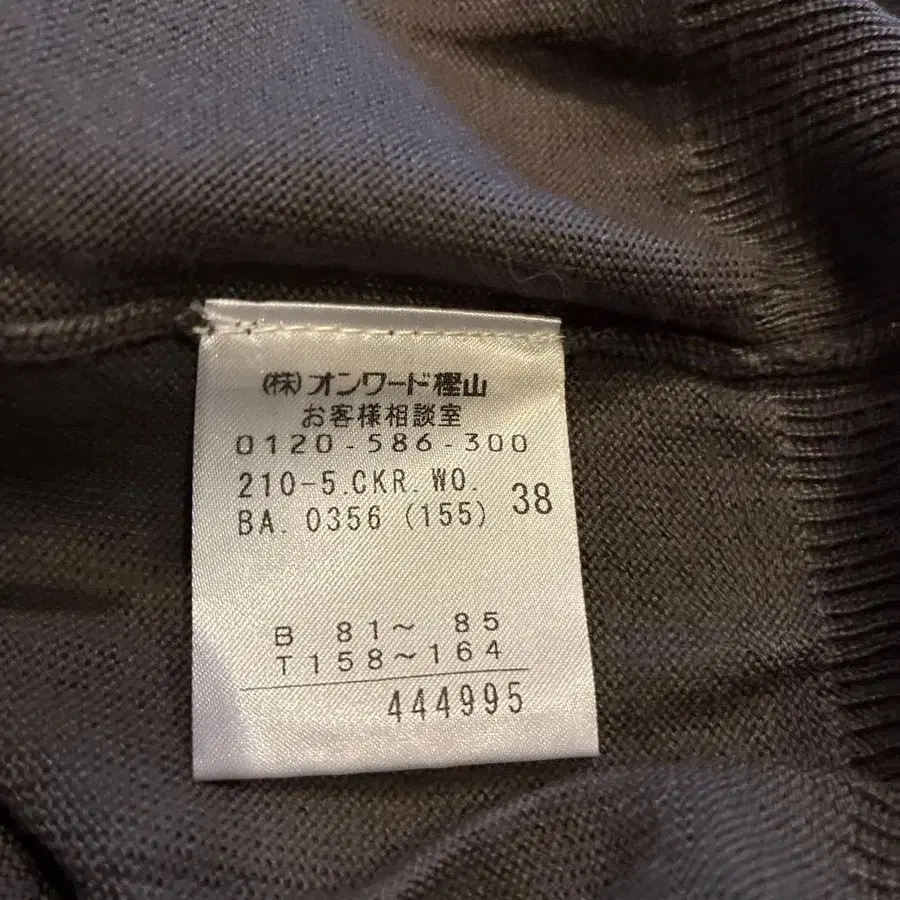 (株)オンワード樫山
お客様相談室
0120-586-300
210-5.CKR.WO.
BA.0356(155) 38
B 81～ 85
T158～164
444995